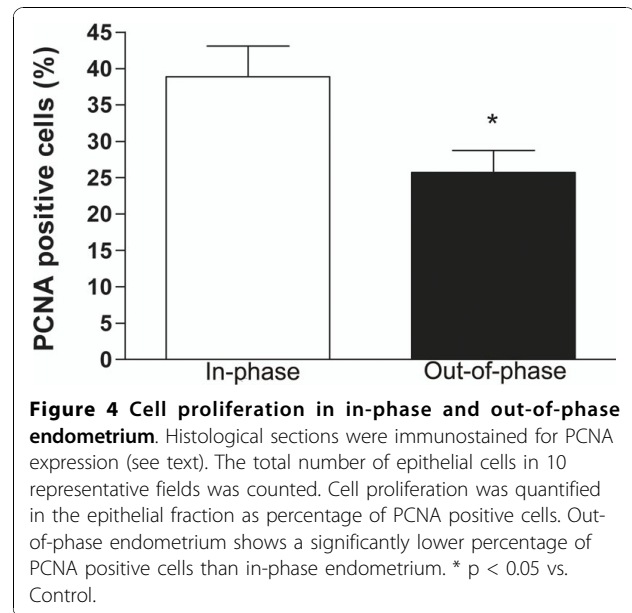 PCNA positive cells (%)
45
40
35
30
25
20
15
10
5
0
*
In-phase
Out-of-phase
Figure 4 Cell proliferation in in-phase and out-of-phase
endometrium. Histological sections were immunostained for PCNA
expression (see text). The total number of epithelial cells in 10
representative fields was counted. Cell proliferation was quantified
in the epithelial fraction as percentage of PCNA positive cells. Out-
of-phase endometrium shows a significantly lower percentage of
PCNA positive cells than in-phase endometrium. * p < 0.05 vs.
Control.